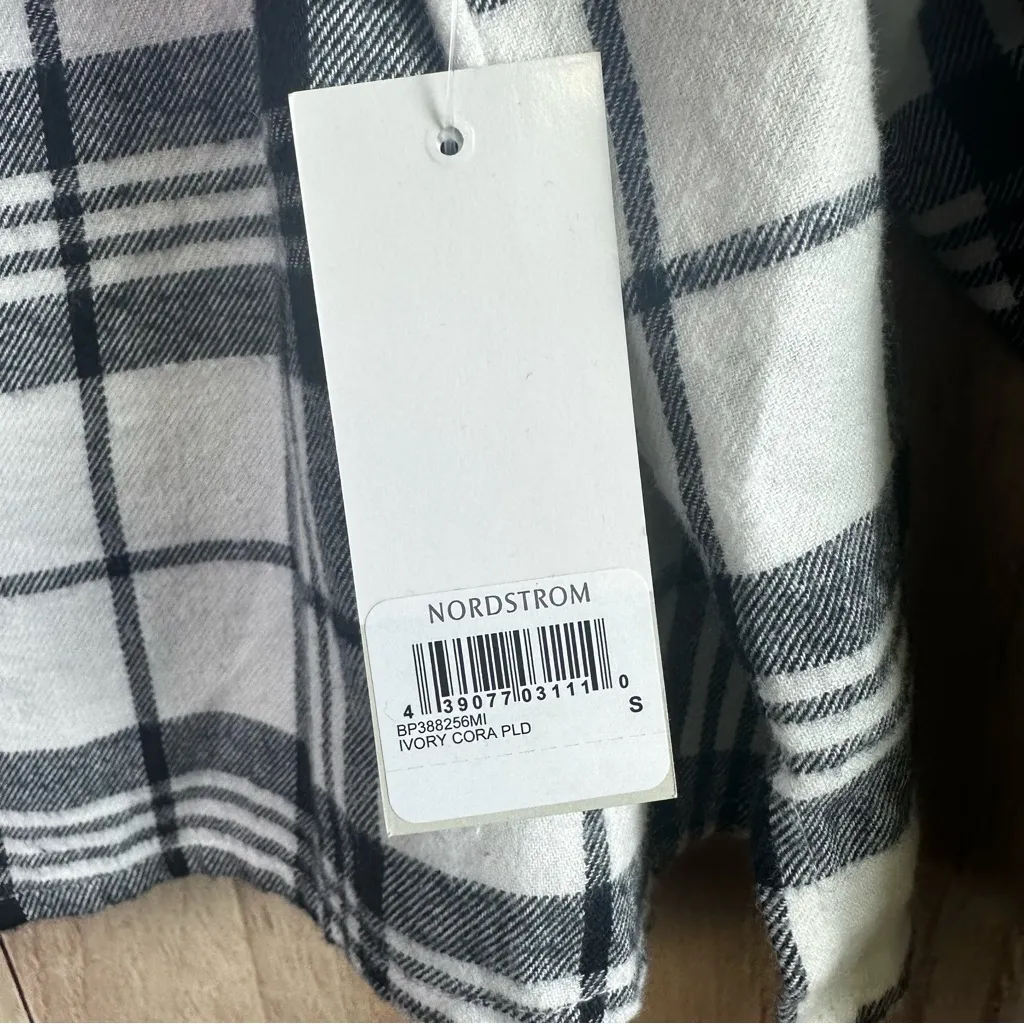 NORDSTROM
4 39077 03111 0
S
BP388256MI
IVORY CORA PLD